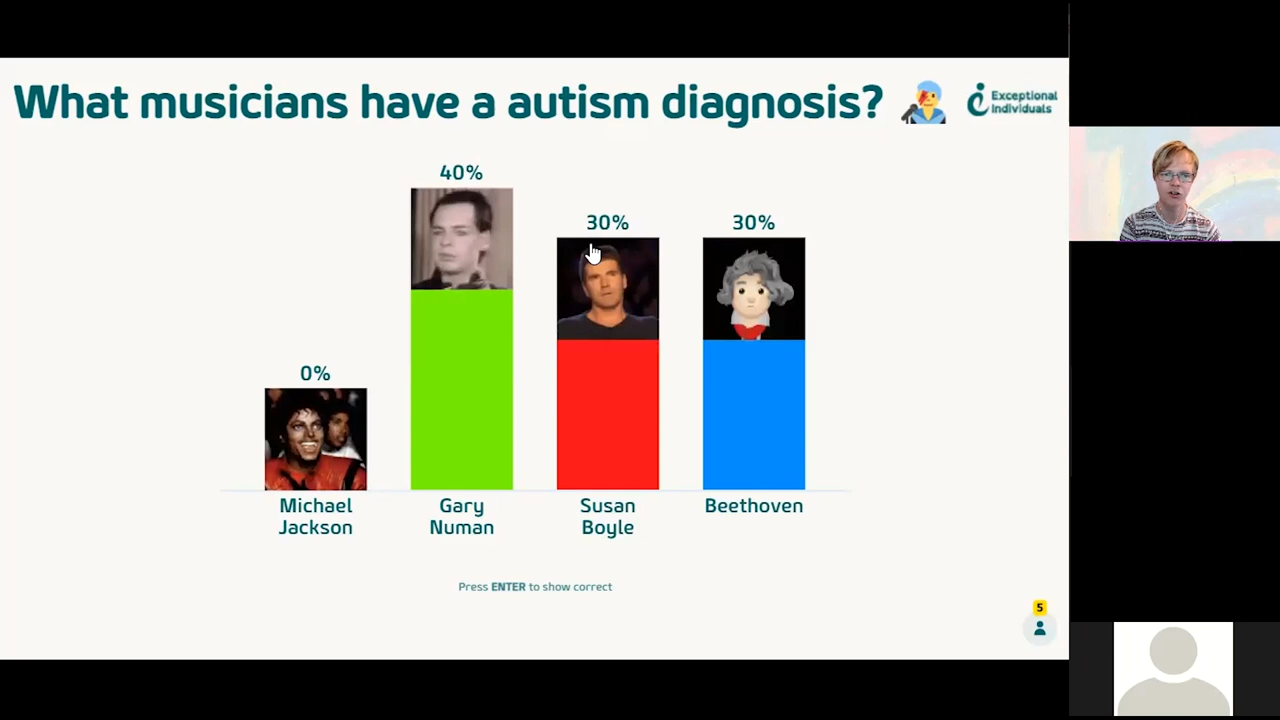 What musicians have a autism diagnosis?
Exceptional
Individuals
40%
30%
30%
0%
Michael
Jackson
Gary
Numan
Susan
Boyle
Beethoven
Press ENTER to show correct
5